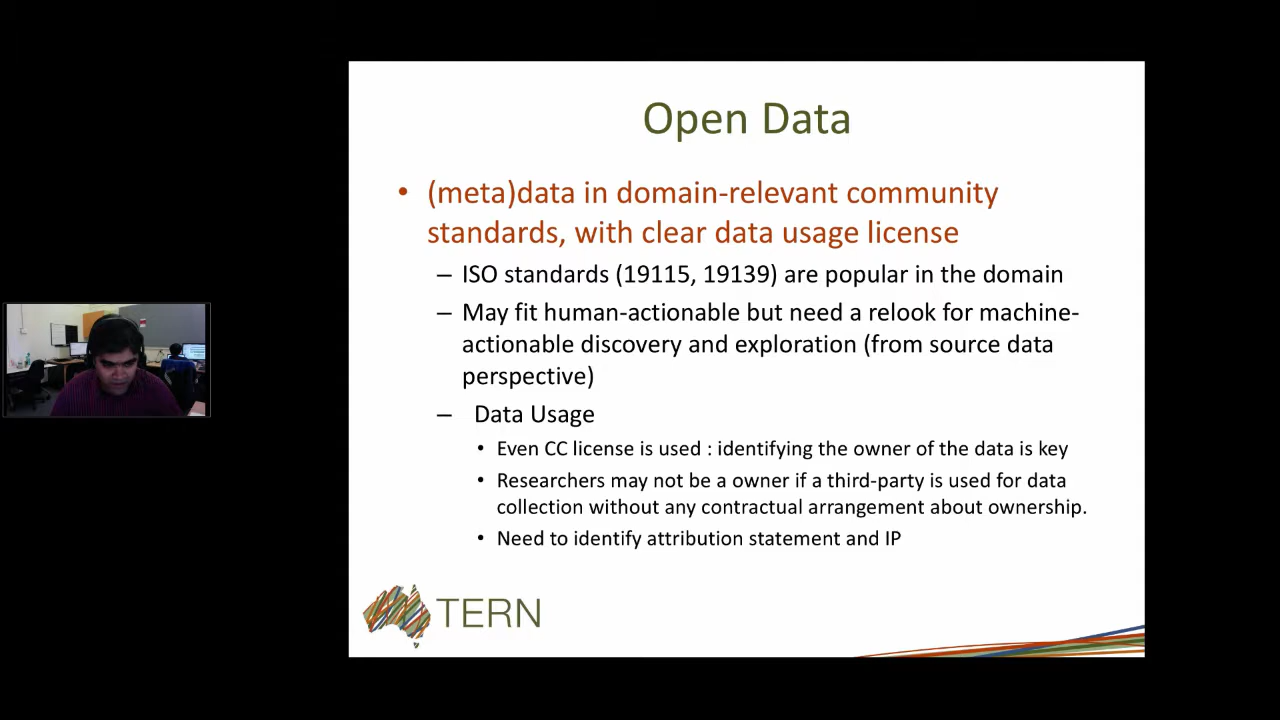 Open Data
• (meta)data in domain-relevant community
standards, with clear data usage license
– ISO standards (19115, 19139) are popular in the domain
– May fit human-actionable but need a relook for machine-
actionable discovery and exploration (from source data
perspective)
– Data Usage
• Even CC license is used : identifying the owner of the data is key
• Researchers may not be a owner if a third-party is used for data
collection without any contractual arrangement about ownership.
• Need to identify attribution statement and IP
TERN